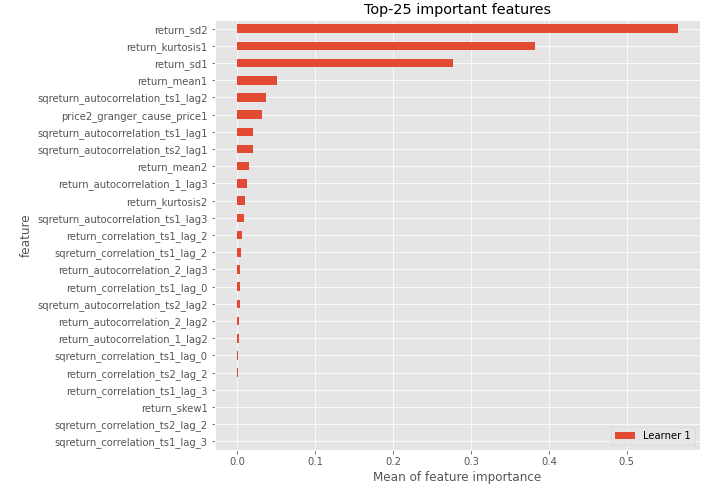 Top-25 important features
return_sd2
return_kurtosis1
return_sd1
return_mean1
sqreturn_autocorrelation_ts1_lag2
price2_granger_cause_price1
sqreturn_autocorrelation_ts1_lag1
sqreturn_autocorrelation_ts2_lag1
return_mean2
return_autocorrelation_1_lag3
return_kurtosis2
sqreturn_autocorrelation_ts1_lag3
return_correlation_ts1_lag_2
sqreturn_correlation_ts1_lag_2
return_autocorrelation_2_lag3
return_correlation_ts1_lag_0
sqreturn_autocorrelation_ts2_lag2
return_autocorrelation_2_lag2
return_autocorrelation_1_lag2
sqreturn_correlation_ts1_lag_0
return_correlation_ts2_lag_2
return_correlation_ts1_lag_3
return_skew1
sqreturn_correlation_ts2_lag_2
sqreturn_correlation_ts1_lag_3
feature
Learner 1
0.0 0.1 0.2 0.3 0.4 0.5
Mean of feature importance